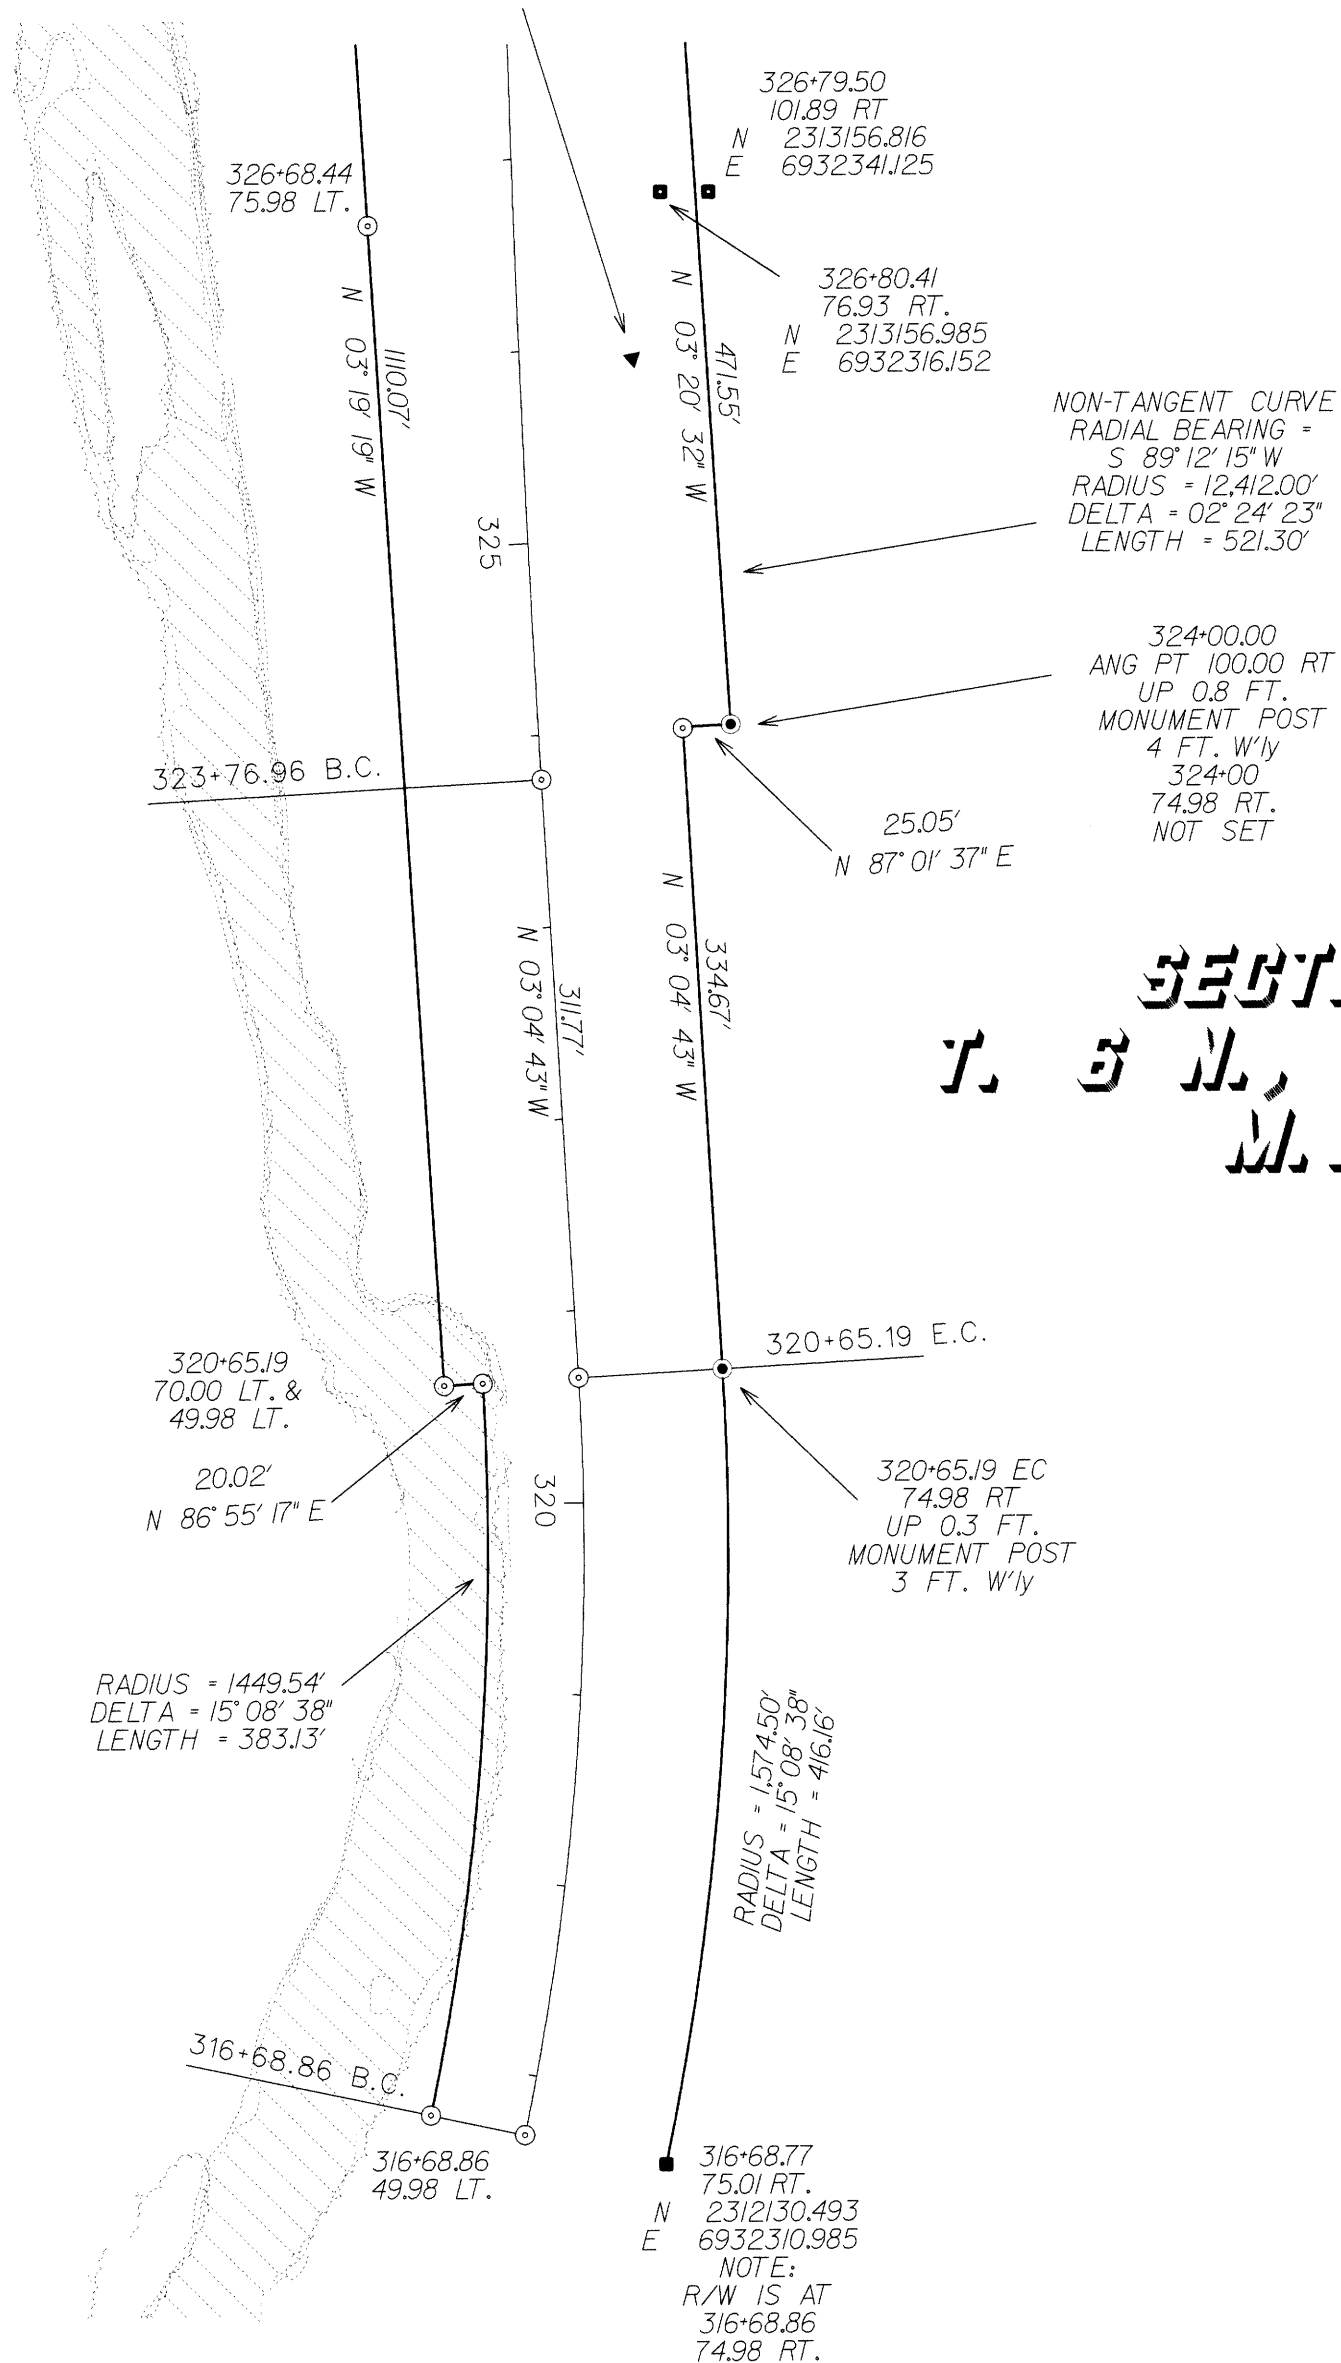 326+79.50
101.89 RT
N 2313156.816
E 6932341.125
326+68.44
75.98 LT.
326+80.41
76.93 RT.
N 2313156.985
E 6932316.152
N 03° 19' 19" W
1110.07'
N 03° 20' 32" W
471.55'
NON-TANGENT CURVE
RADIAL BEARING =
S 89° 12' 15" W
RADIUS = 12,412.00'
DELTA = 02° 24' 23"
LENGTH = 521.30'
325
324+00.00
ANG PT 100.00 RT
UP 0.8 FT.
MONUMENT POST
4 FT. W'ly
324+00
74.98 RT.
NOT SET
323+76.96 B.C.
25.05'
N 87° 01' 37" E
N 03° 04' 43" W
311.77'
N 03° 04' 43" W
334.67'
SECT.
T. 6 N.,
M.
320+65.19 E.C.
320+65.19
70.00 LT. &
49.98 LT.
20.02'
N 86° 55' 17" E
320
320+65.19 EC
74.98 RT
UP 0.3 FT.
MONUMENT POST
3 FT. W'ly
RADIUS = 1449.54'
DELTA = 15° 08' 38"
LENGTH = 383.13'
RADIUS = 1,574.50'
DELTA = 15° 08' 38"
LENGTH = 416.16'
316+68.86 B.C.
316+68.86
49.98 LT.
316+68.77
75.01 RT.
N 2312130.493
E 6932310.985
NOTE:
R/W IS AT
316+68.86
74.98 RT.